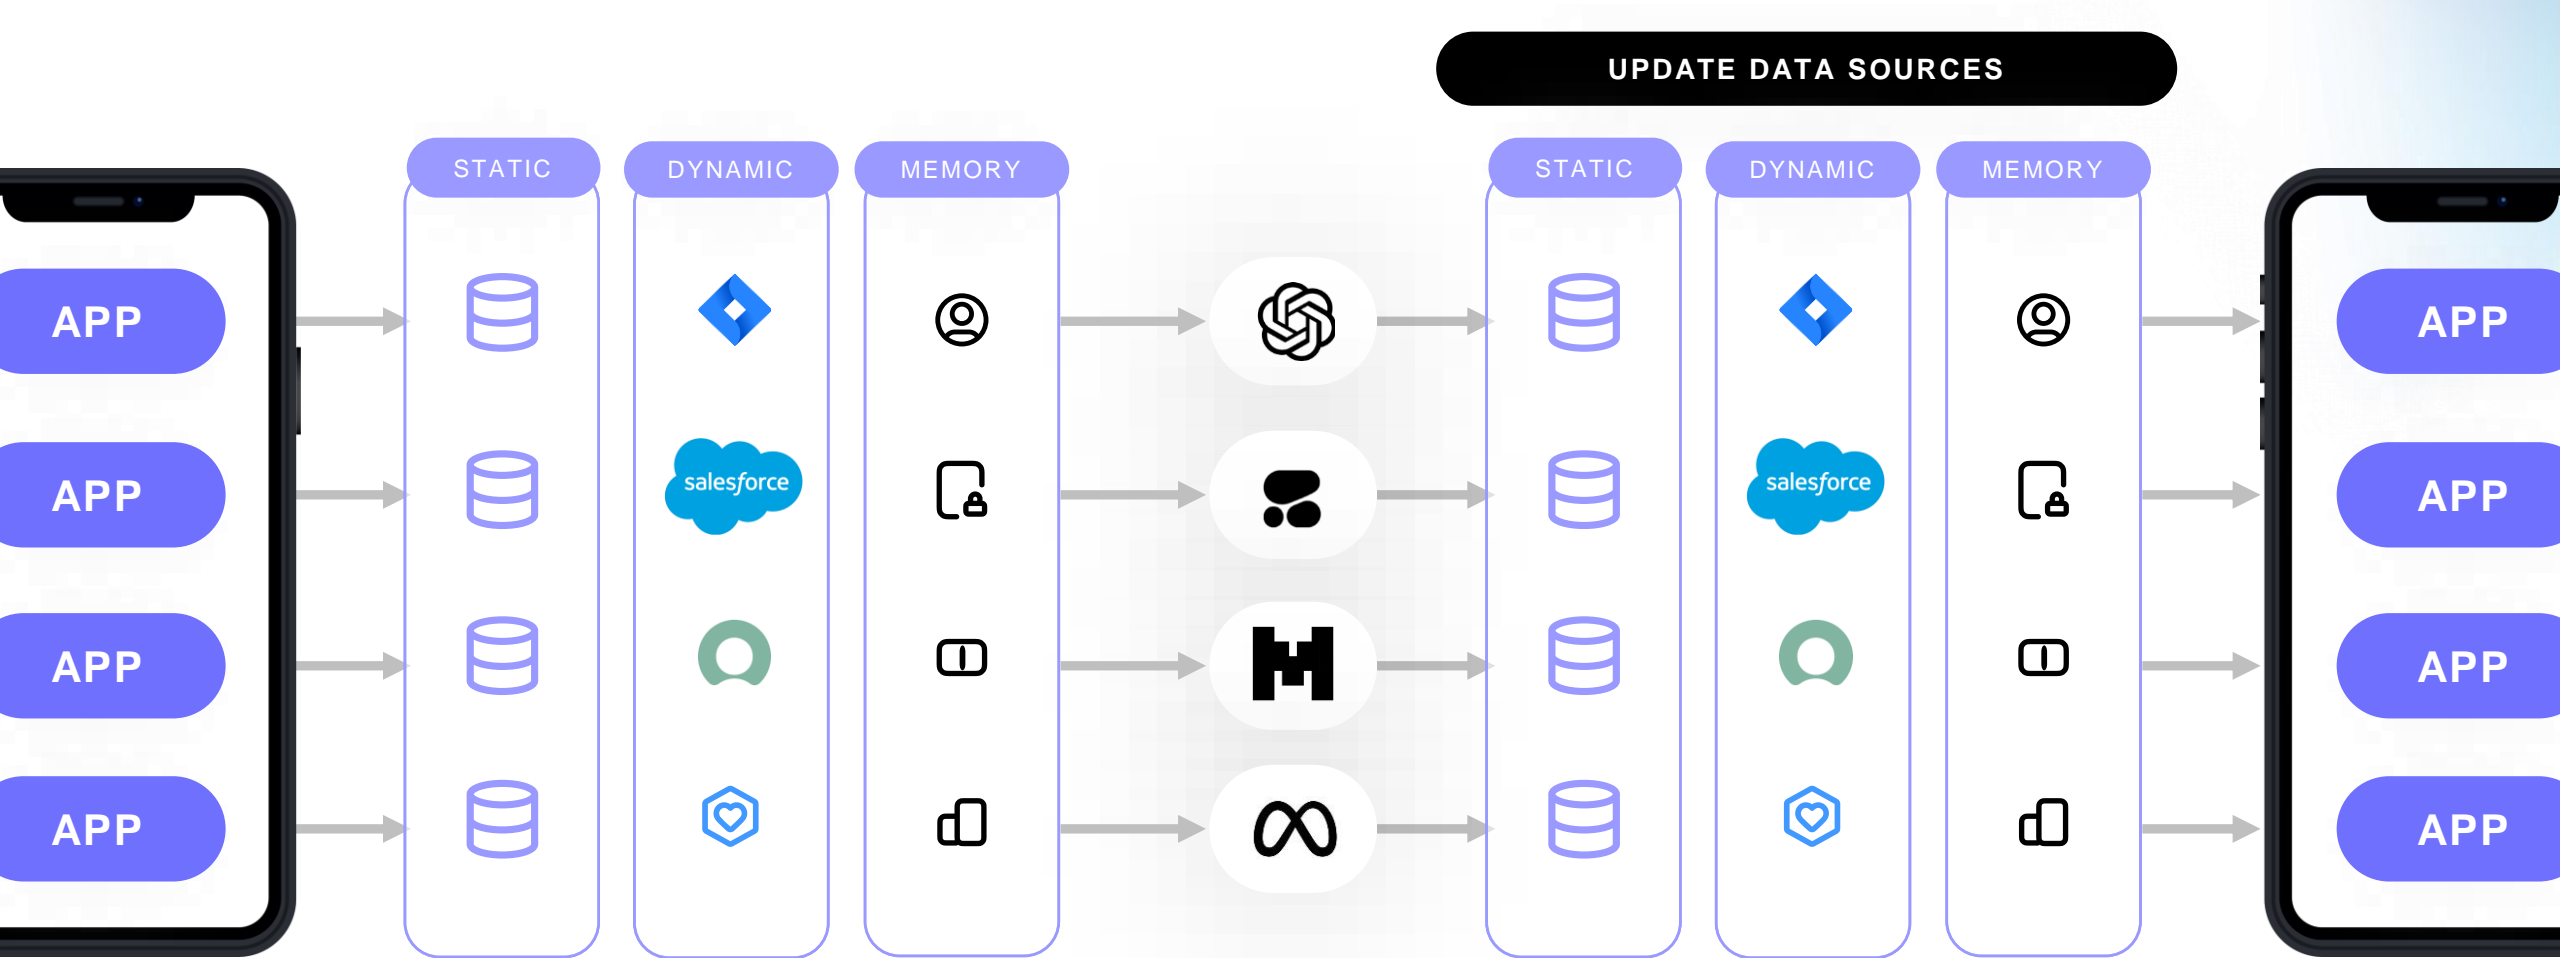 UPDATE DATA SOURCES
STATIC DYNAMIC MEMORY STATIC DYNAMIC MEMORY
APP APP
APP salesforce salesforce APP
APP APP
APP APP